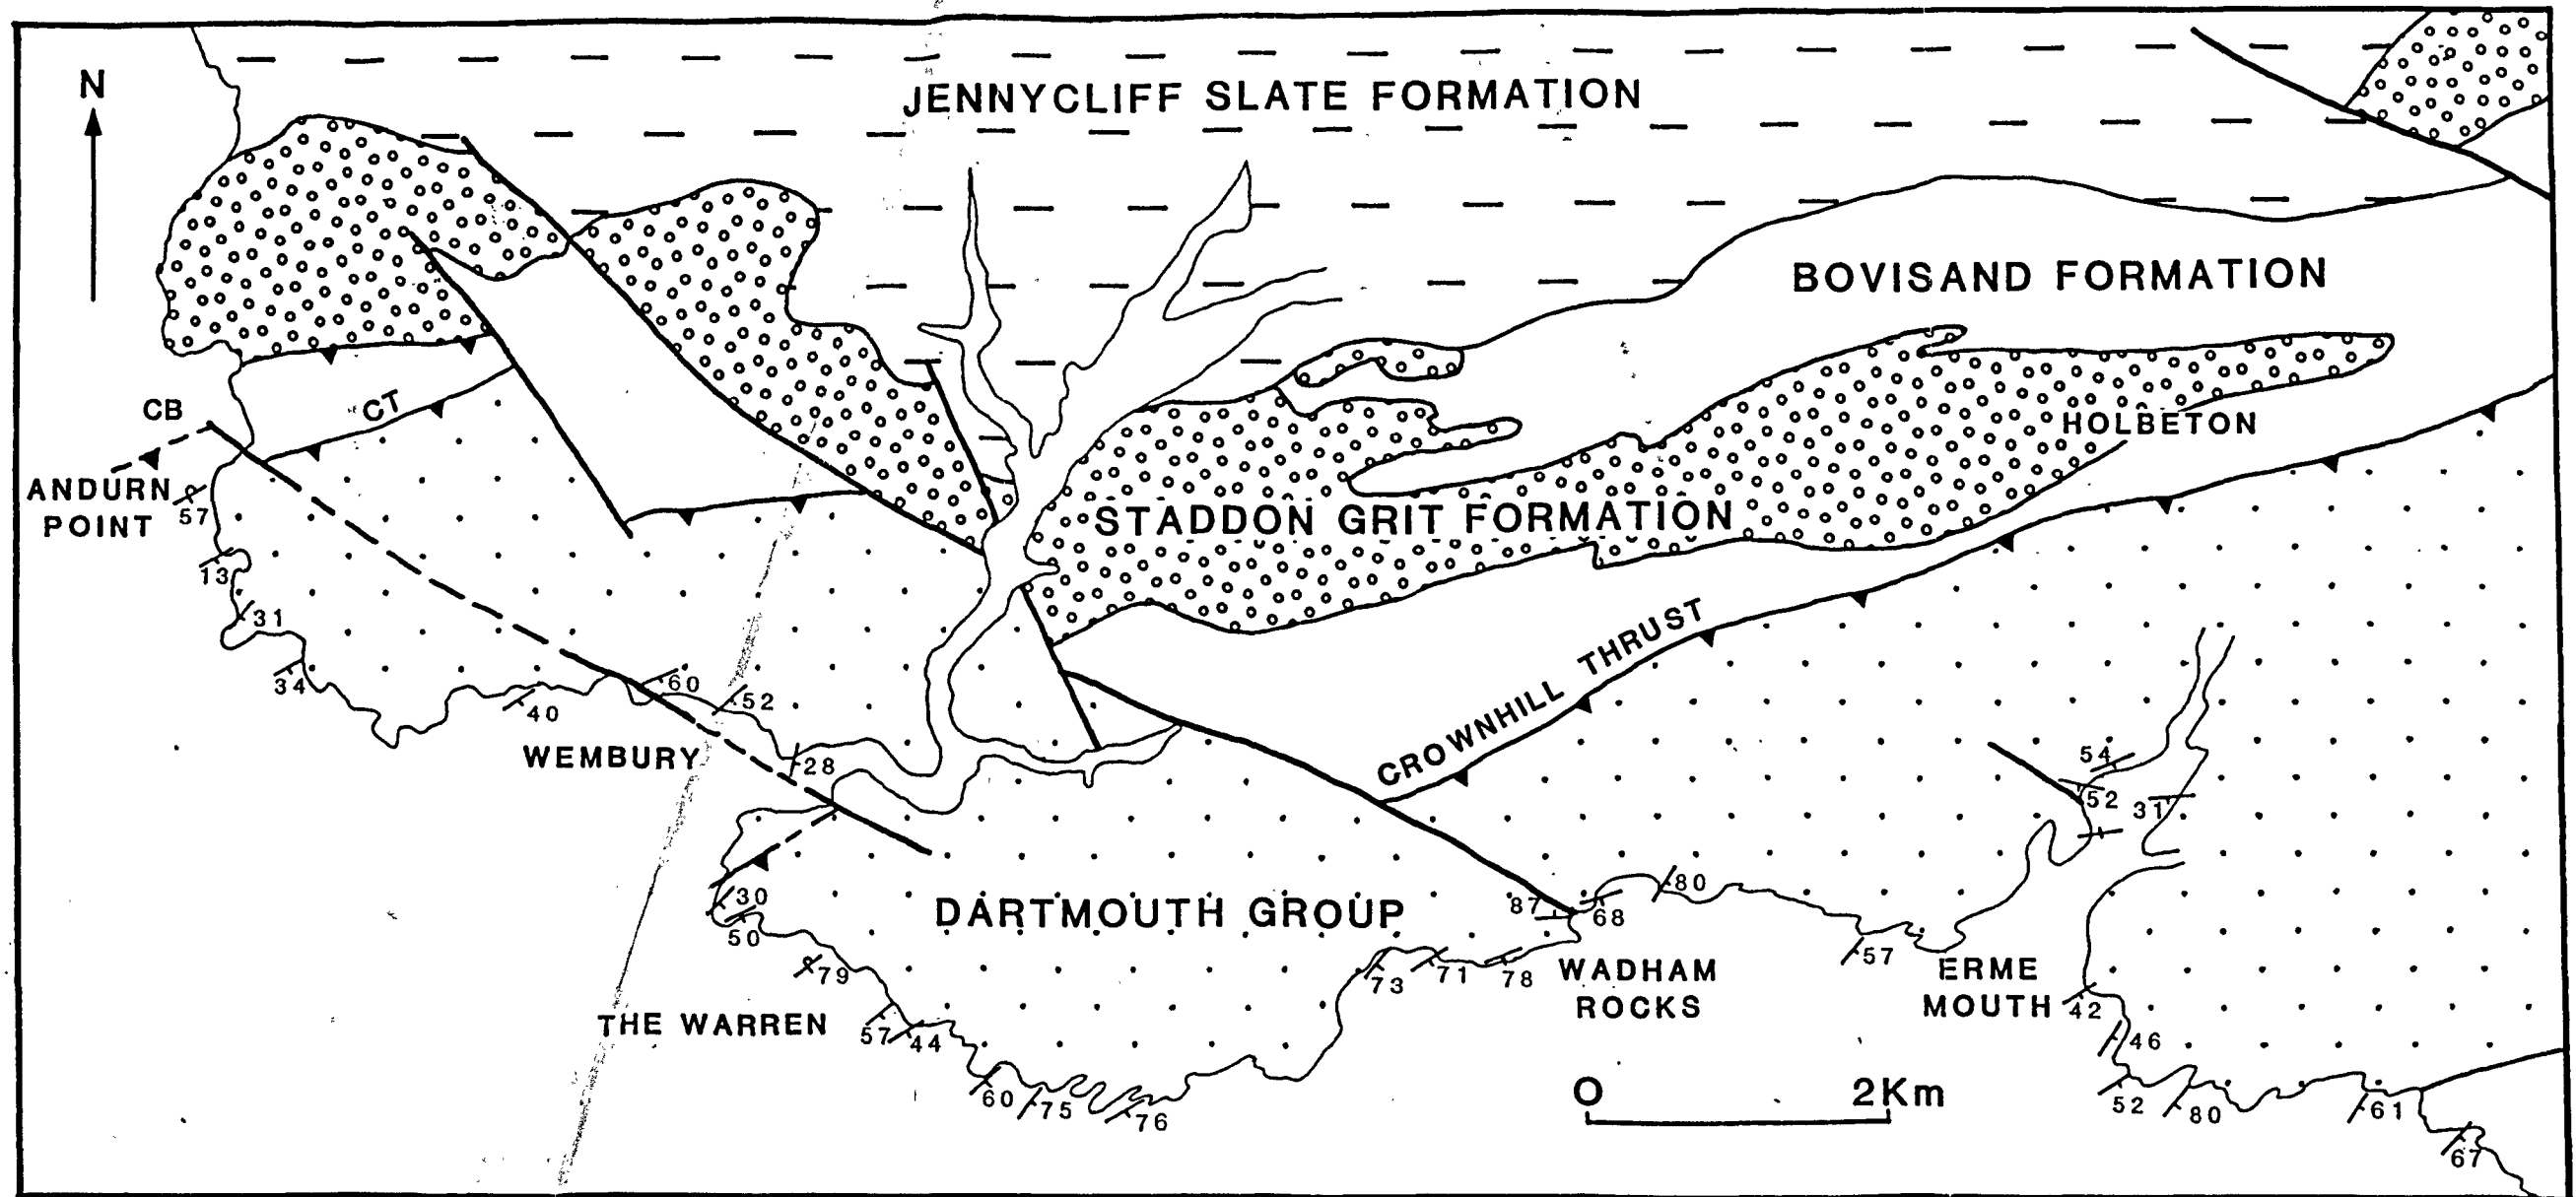 N
JENNYCLIFF SLATE FORMATION
BOVISAND FORMATION
CB
CT
HOLBETON
ANDURN
POINT
57
STADDON GRIT FORMATION
13
31
CROWNHILL THRUST
34
60
52
40
WEMBURY
28
54
52
31
30
50
DARTMOUTH GROUP
87
68
80
79
73
71
78
WADHAM
ROCKS
57
ERME
MOUTH
42
THE WARREN
57
44
46
60
75
76
O
2Km
52
80
61
67